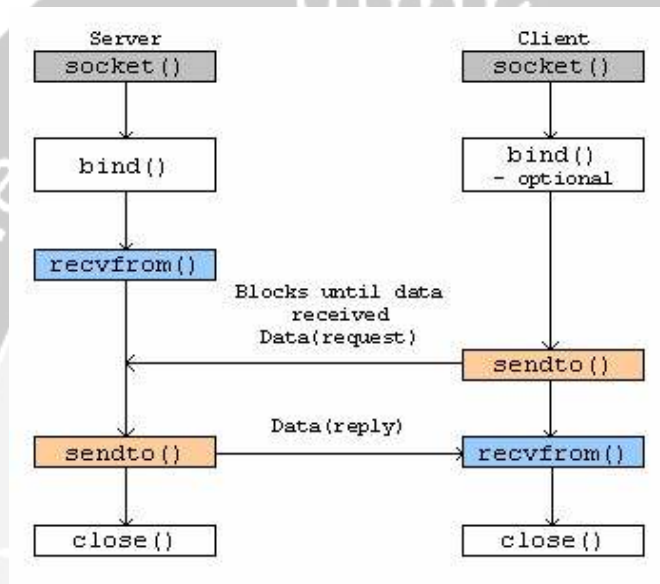 Server
Client
socket()
socket()
bind()
bind()
- optional
recvfrom()
Blocks until data
received
Data(request)
sendto()
Data(reply)
sendto()
recvfrom()
close()
close()